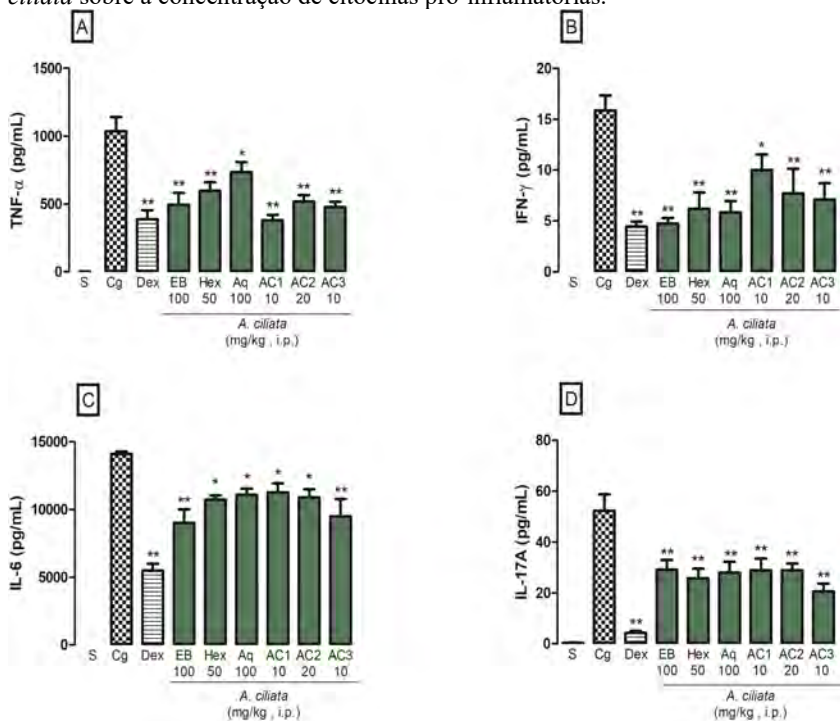 ciliata sobre a concentração de citocinas pró-inflamatórias.
A
1500
1000
500
0
TNF-α (pg/mL)
* ** ** ** * ** ** **
S Cg Dex EB Hex Aq AC1 AC2 AC3
100 50 100 10 20 10
A. ciliata
(mg/kg , i.p.)
B
20
15
10
5
0
IFN-γ (pg/mL)
** ** ** ** * ** **
S Cg Dex EB Hex Aq AC1 AC2 AC3
100 50 100 10 20 10
A. ciliata
(mg/kg , i.p.)
C
15000
10000
5000
0
IL-6 (pg/mL)
** ** * * * * **
S Cg Dex EB Hex Aq AC1 AC2 AC3
100 50 100 10 20 10
A. ciliata
(mg/kg , i.p.)
D
80
60
40
20
0
IL-17A (pg/mL)
** ** ** ** ** ** **
S Cg Dex EB Hex Aq AC1 AC2 AC3
100 50 100 10 20 10
A. ciliata
(mg/kg , i.p.)